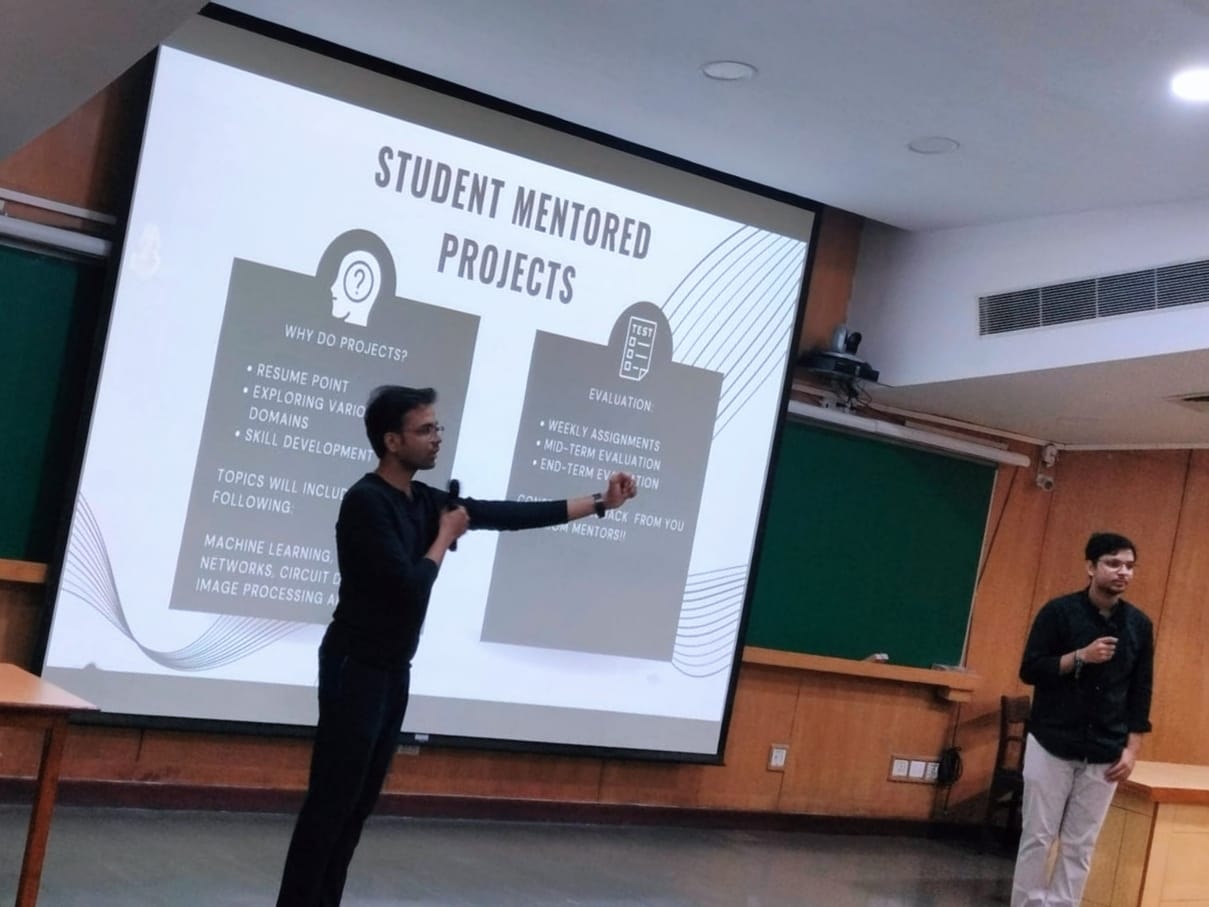 STUDENT MENTORED
PROJECTS
WHY DO PROJECTS?
• RESUME POINT
• EXPLORING
DOMAINS
• SKILL DEVELOPMENT
TOPICS WILL
FOLLOWING:
MACHINE LEARNING,
NETWORKS, CIRCUIT
IMAGE PROCESSING
TEST
EVALUATION:
• WEEKLY ASSIGNMENTS
• MID-TERM EVALUATION
• END-TERM
FROM YOU
MENTORS!!